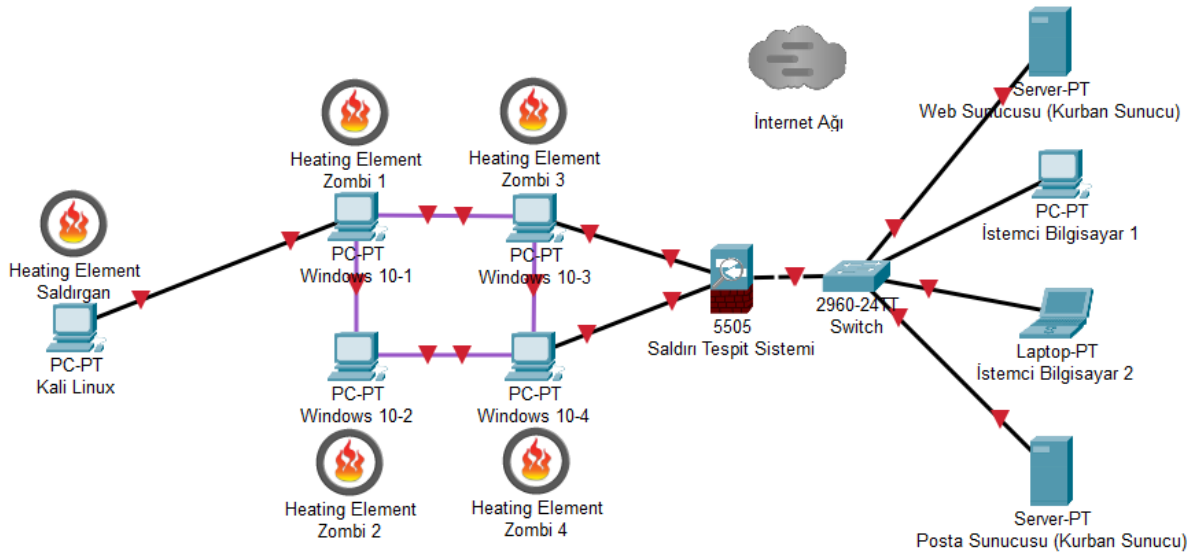 Heating Element
Saldırgan
PC-PT
Kali Linux
Heating Element
Zombi 1
PC-PT
Windows 10-1
Heating Element
Zombi 3
PC-PT
Windows 10-3
PC-PT
Windows 10-2
Heating Element
Zombi 2
PC-PT
Windows 10-4
Heating Element
Zombi 4
İnternet Ağı
5505
Saldırı Tespit Sistemi
2960-24TT
Switch
Server-PT
Web Sunucusu (Kurban Sunucu)
PC-PT
İstemci Bilgisayar 1
Laptop-PT
İstemci Bilgisayar 2
Server-PT
Posta Sunucusu (Kurban Sunucu)